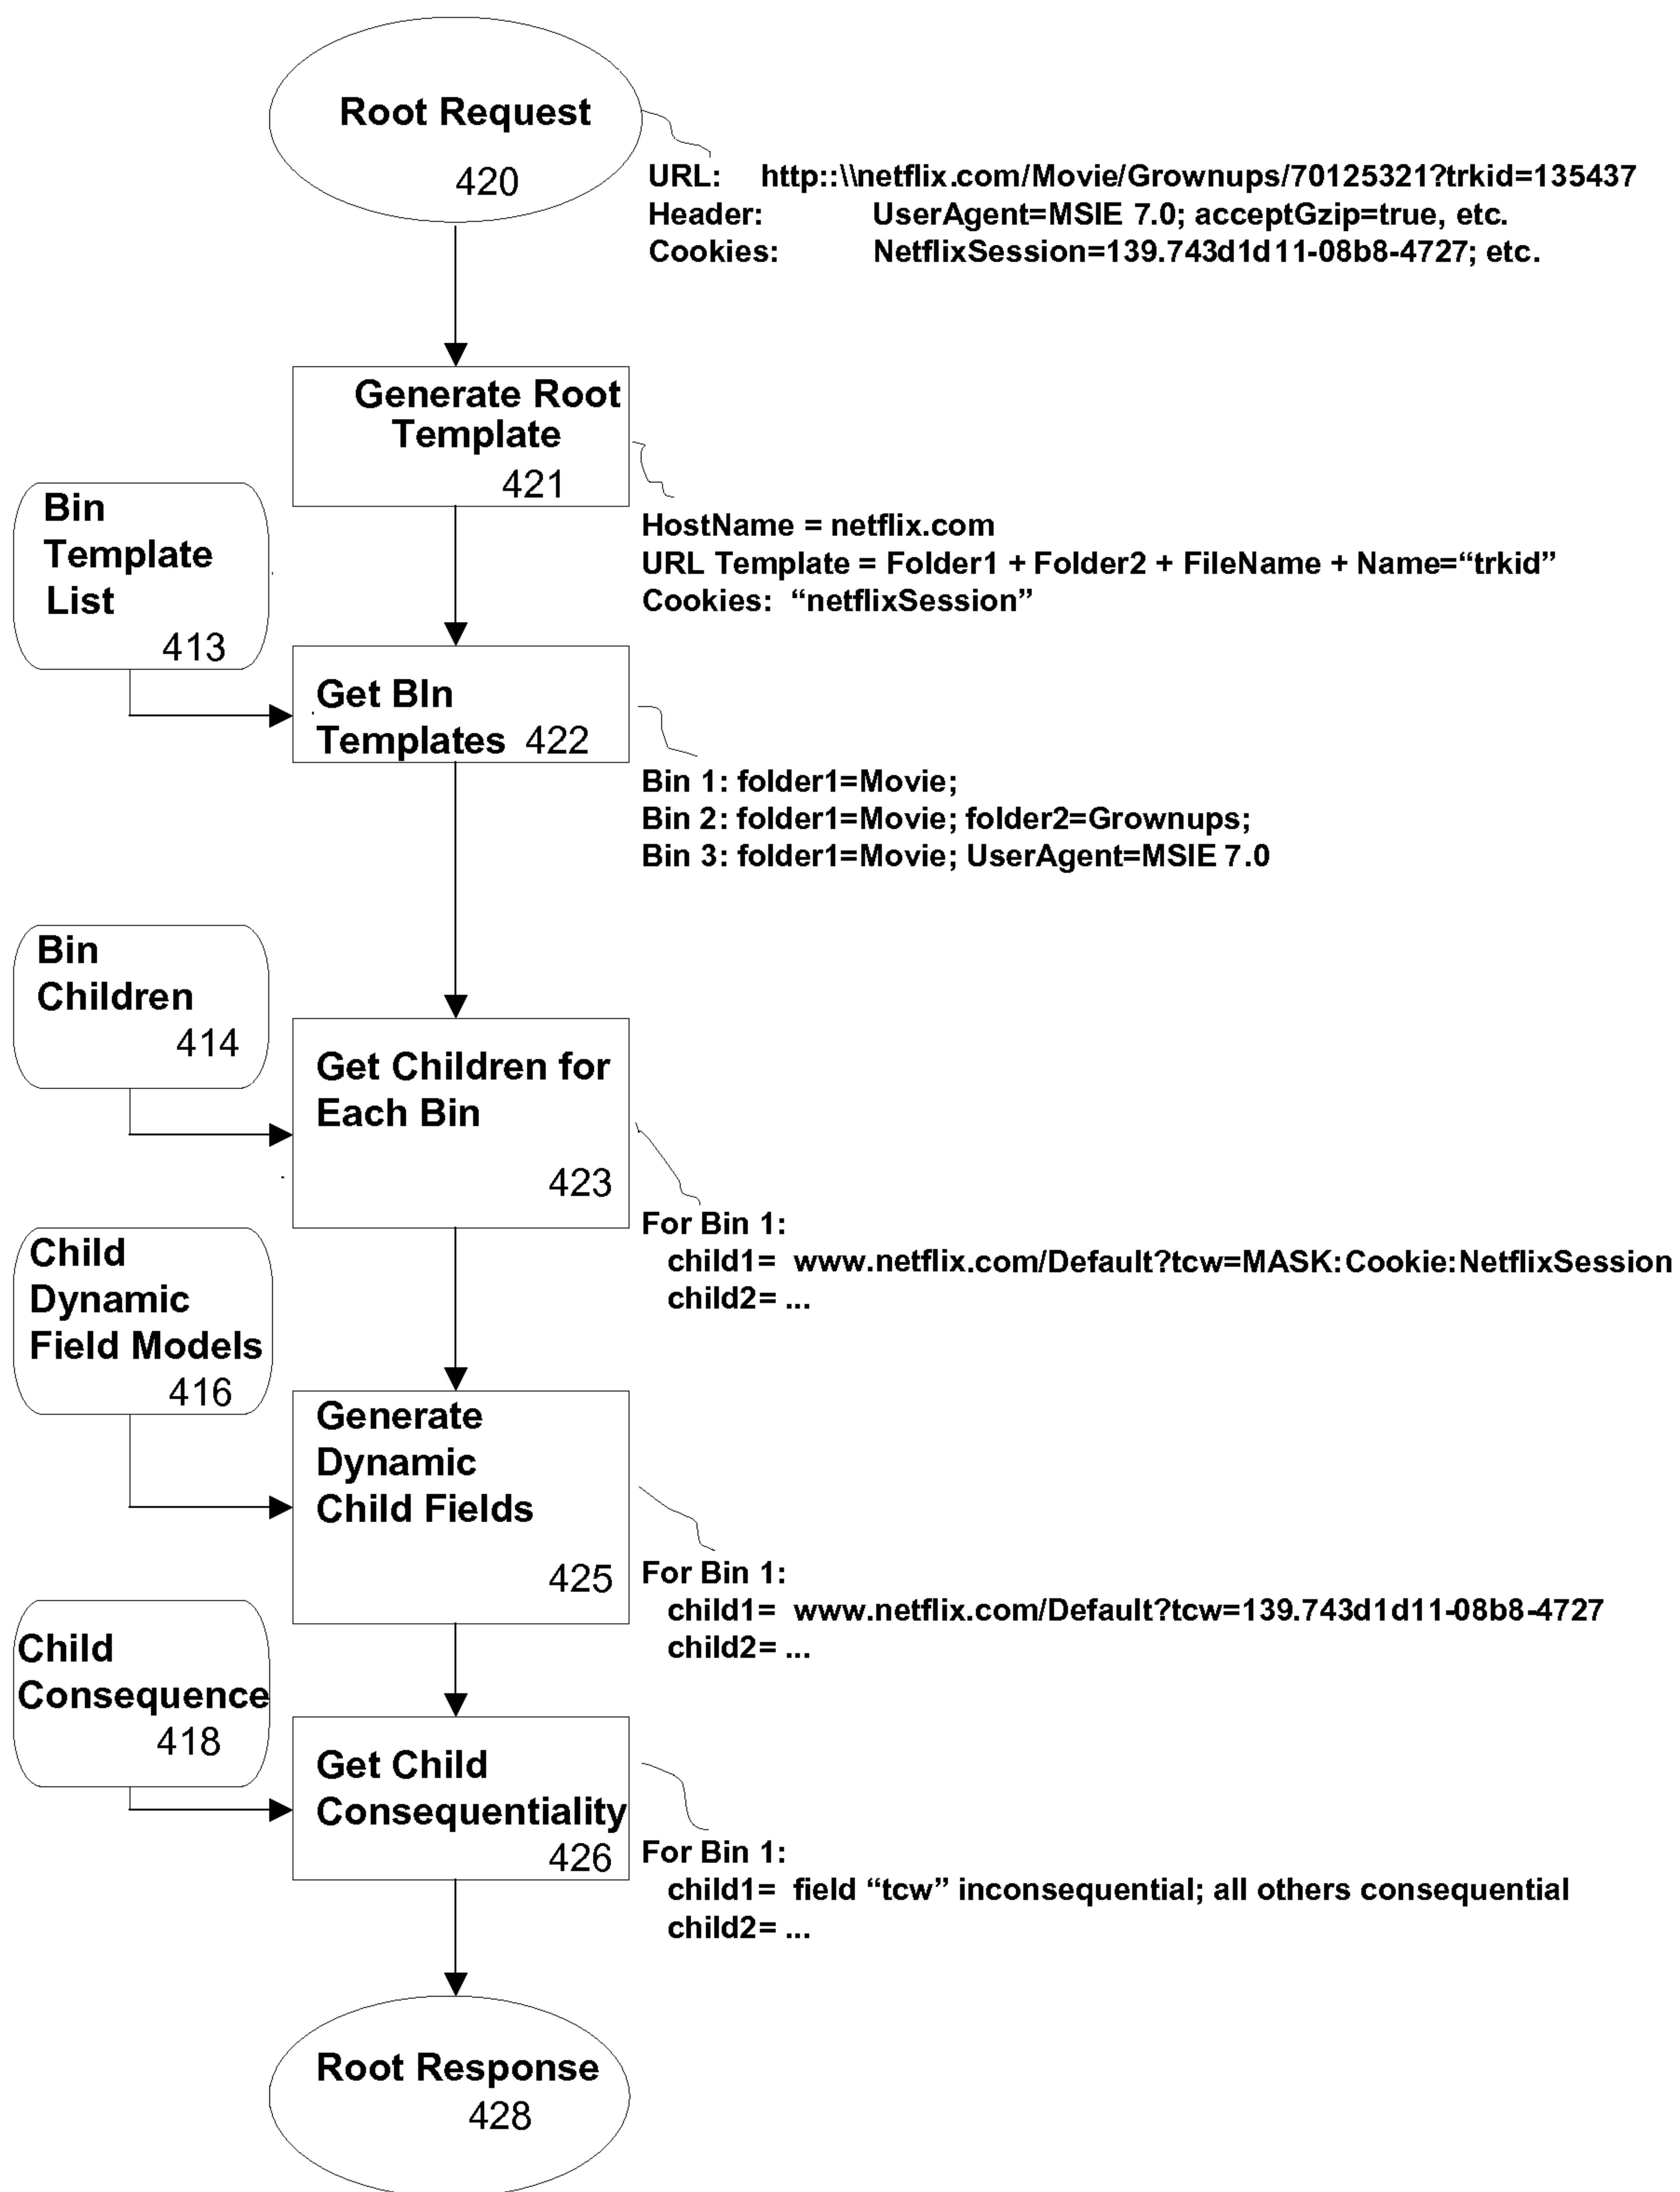 Root Request
420
URL: http::\\netflix.com/Movie/Grownups/70125321?trkid=135437
Header: UserAgent=MSIE 7.0; acceptGzip=true, etc.
Cookies: NetflixSession=139.743d1d11-08b8-4727; etc.
Generate Root
Template
421
HostName = netflix.com
URL Template = Folder1 + Folder2 + FileName + Name=“trkid”
Cookies: “netflixSession”
Bin
Template
List
413
Get BIn
Templates 422
Bin 1: folder1=Movie;
Bin 2: folder1=Movie; folder2=Grownups;
Bin 3: folder1=Movie; UserAgent=MSIE 7.0
Bin
Children
414
Get Children for
Each Bin
423
For Bin 1:
child1= www.netflix.com/Default?tcw=MASK:Cookie:NetflixSession
child2= ...
Child
Dynamic
Field Models
416
Generate
Dynamic
Child Fields
425
For Bin 1:
child1= www.netflix.com/Default?tcw=139.743d1d11-08b8-4727
child2= ...
Child
Consequence
418
Get Child
Consequentiality
426
For Bin 1:
child1= field “tcw” inconsequential; all others consequential
child2= ...
Root Response
428